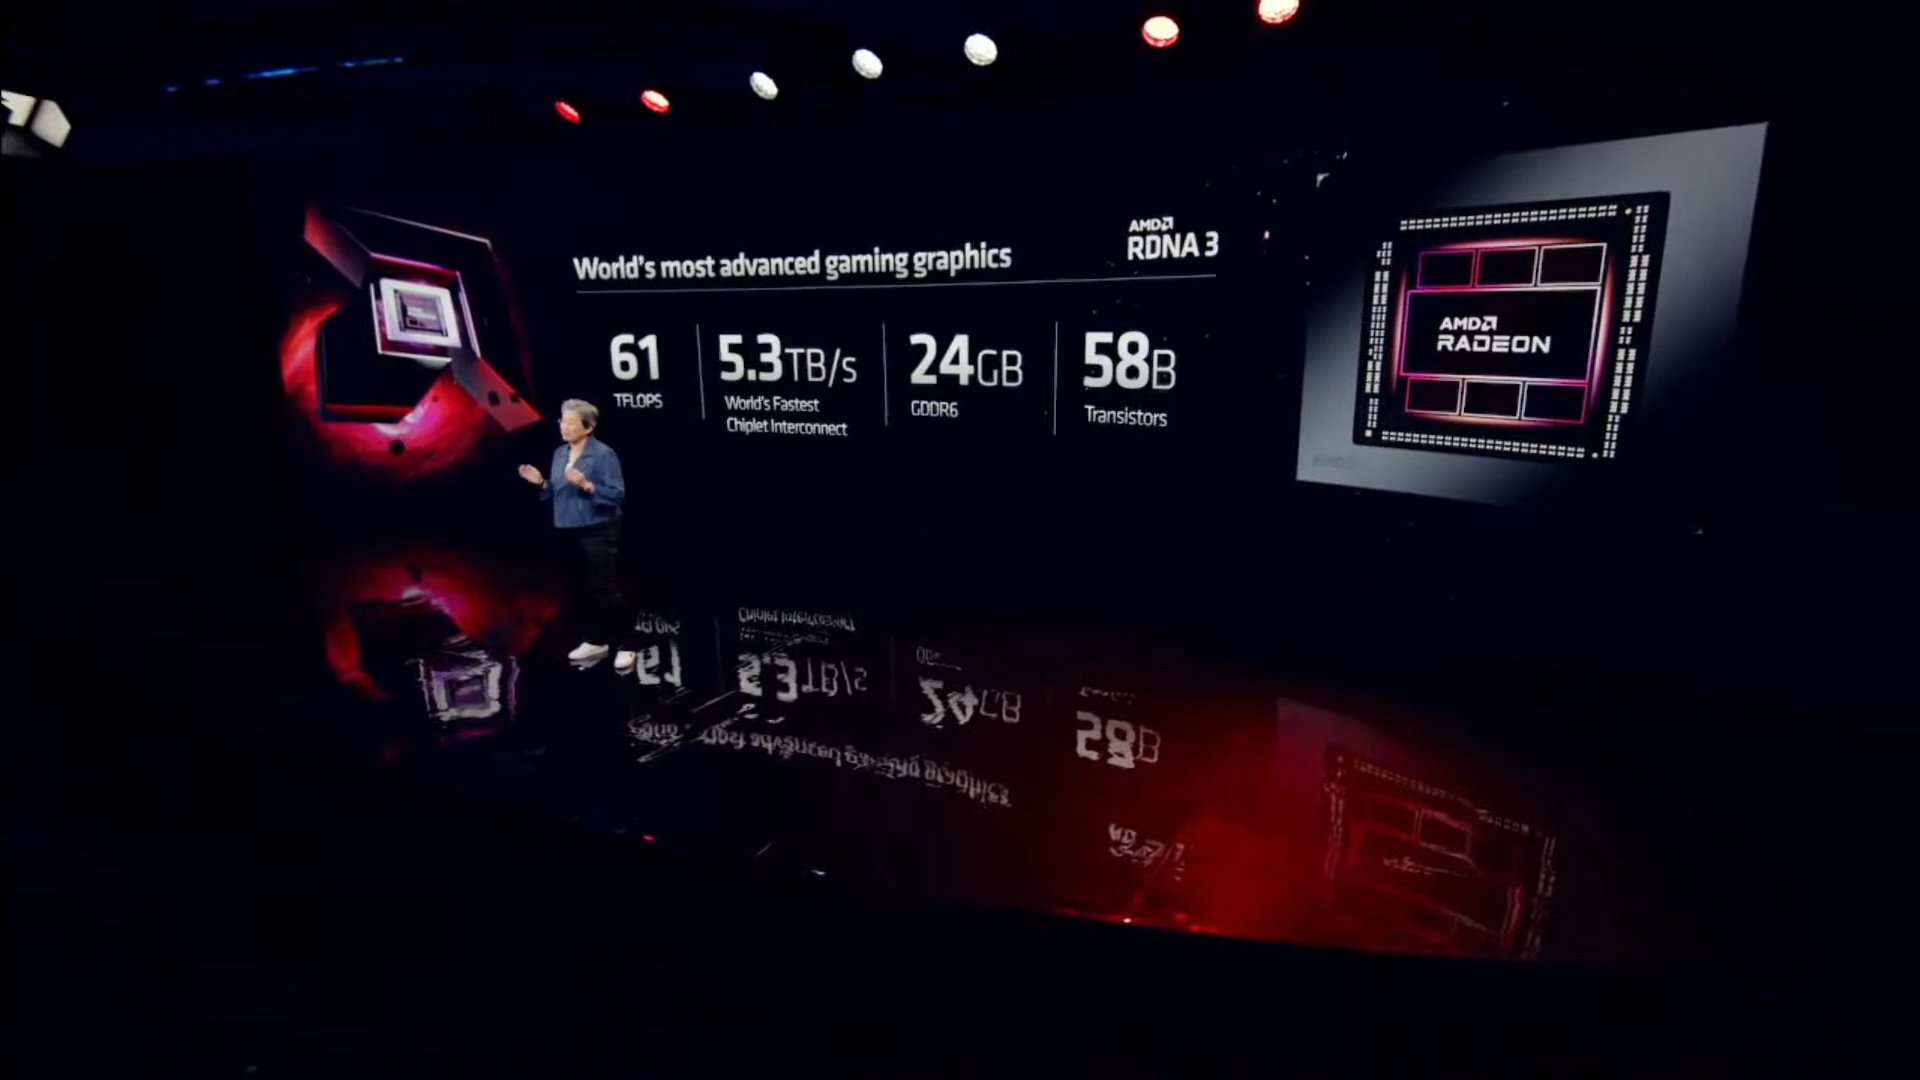 World's most advanced gaming graphics
AMD
RDNA 3
61
TFLOPS
5.3TB/s
World's Fastest
Chiplet Interconnect
24GB
GDDR6
58B
Transistors
AMD
RADEON